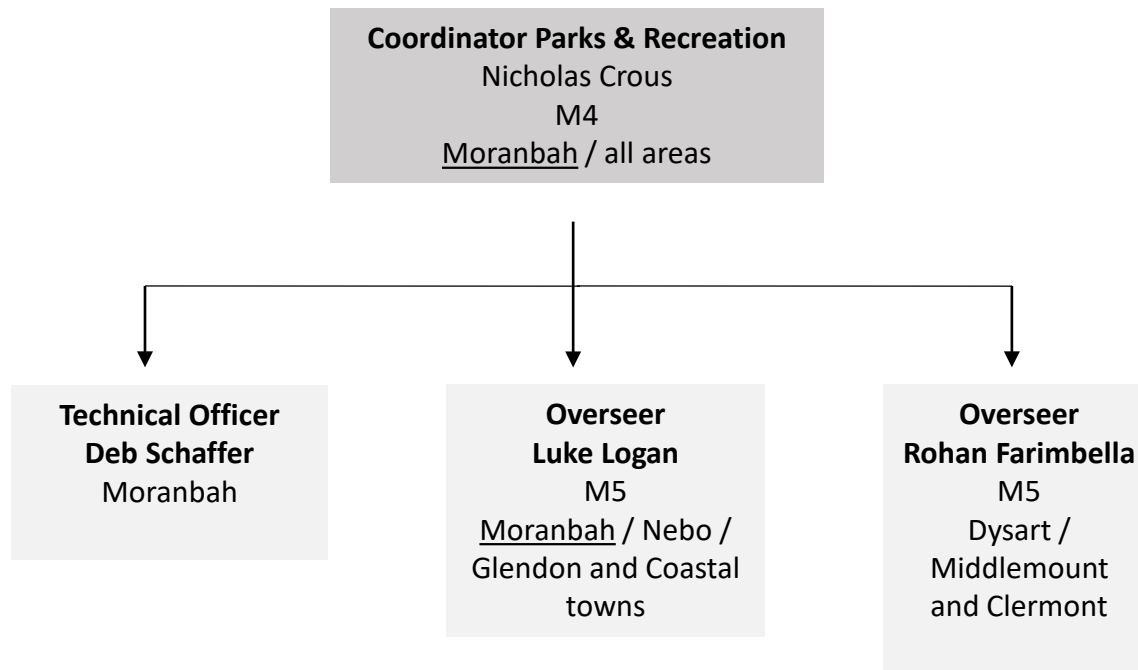 Coordinator Parks & Recreation
Nicholas Crous
M4
Moranbah / all areas
Technical Officer
Deb Schaffer
Moranbah
Overseer
Luke Logan
M5
Moranbah / Nebo /
Glendon and Coastal
towns
Overseer
Rohan Farimbella
M5
Dysart /
Middlemount
and Clermont